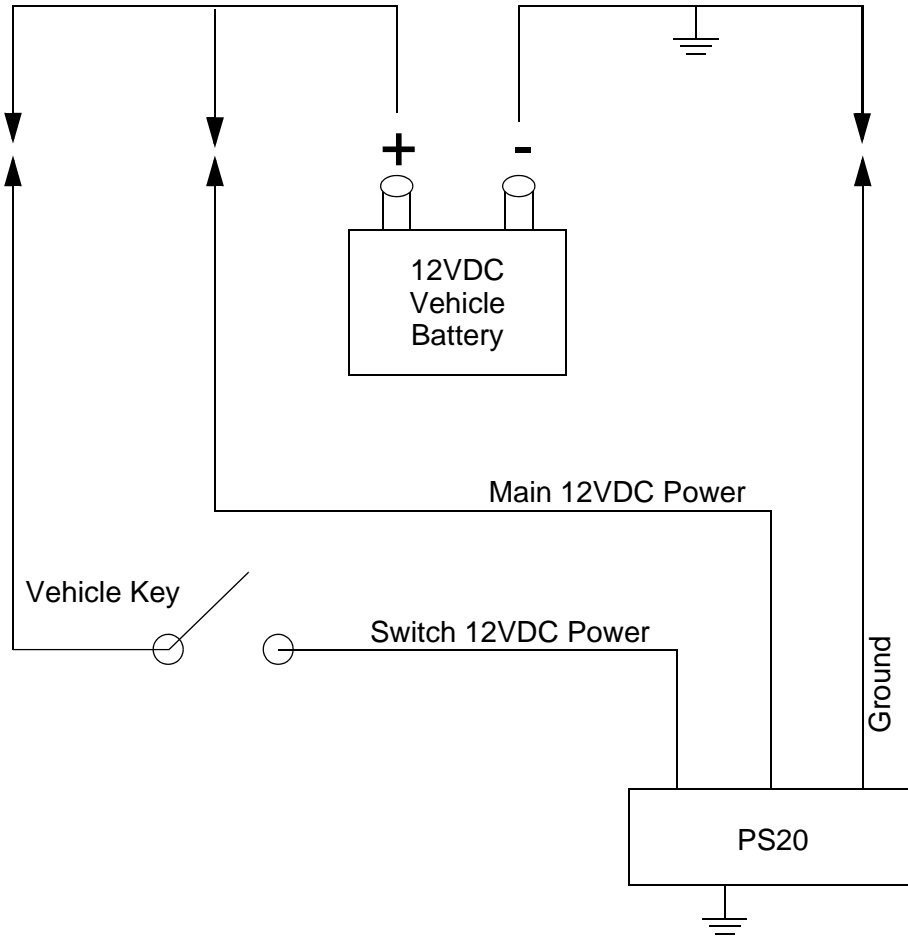 + -
12VDC
Vehicle
Battery
Main 12VDC Power
Vehicle Key
Switch 12VDC Power
Ground
PS20